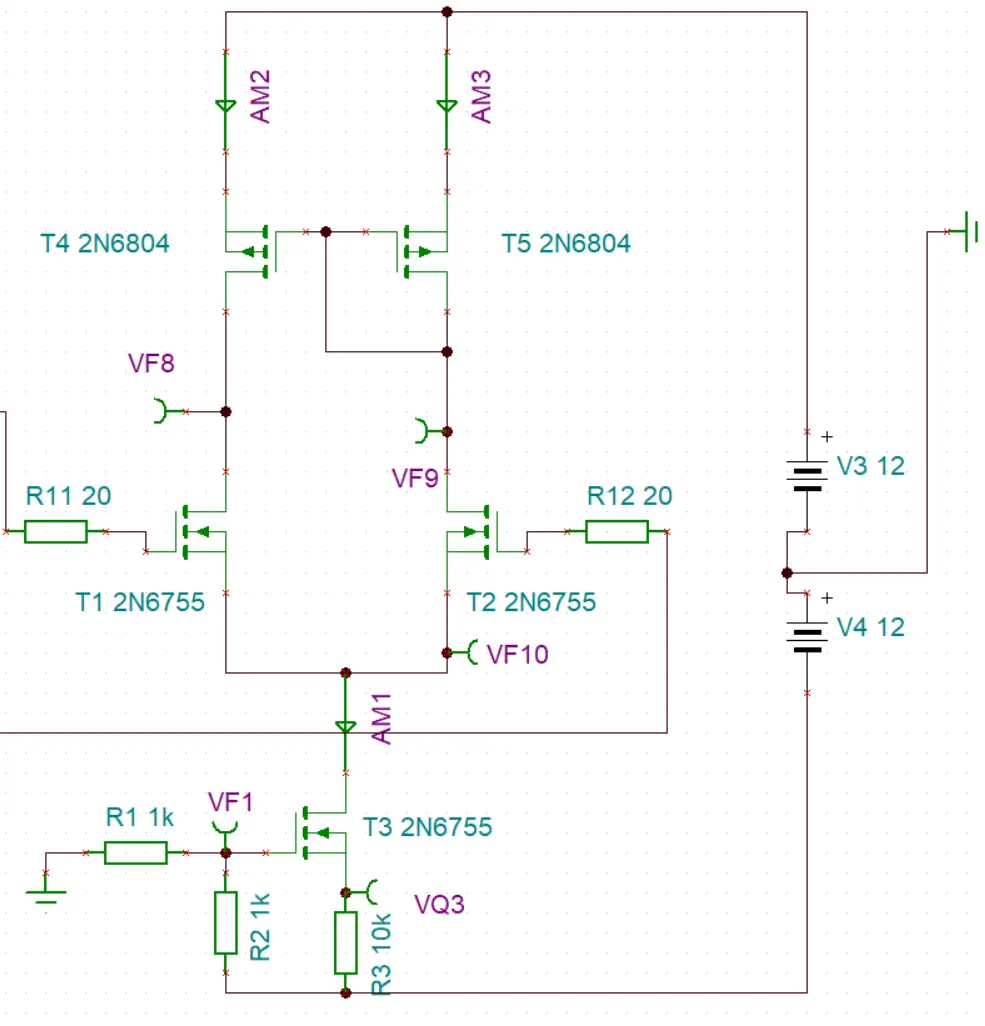 AM2
AM3
T4 2N6804
T5 2N6804
VF8
VF9
+
V3 12
R11 20
R12 20
T1 2N6755
T2 2N6755
+
V4 12
VF10
AM1
R1 1k
VF1
T3 2N6755
R2 1k
VQ3
R3 10k